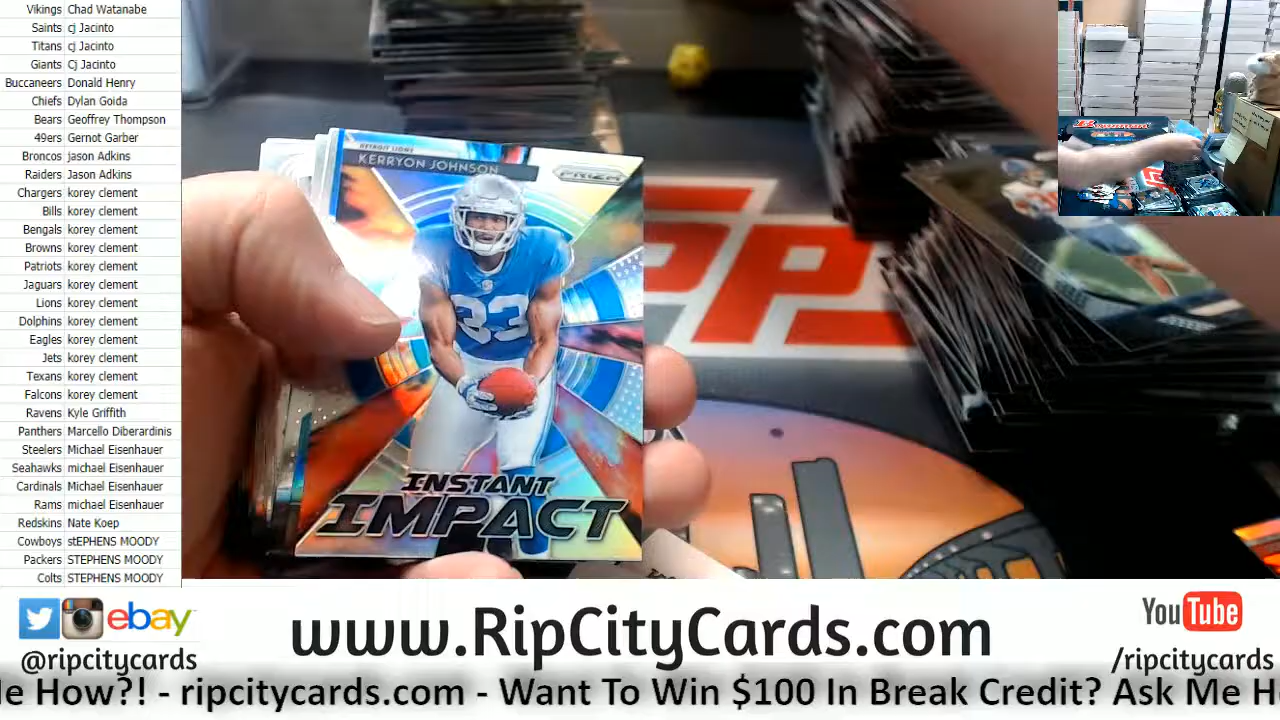 Vikings Chad Watanabe
Saints cj Jacinto
Titans cj Jacinto
Giants Cj Jacinto
Buccaneers Donald Henry
Chiefs Dylan Goida
Bears Geoffrey Thompson
49ers Gernot Garber
Broncos jason Adkins
Raiders Jason Adkins
Chargers korey clement
Bills korey clement
Bengals korey clement
Browns korey clement
Patriots korey clement
Jaguars korey clement
Lions korey clement
Dolphins korey clement
Eagles korey clement
Jets korey clement
Texans korey clement
Falcons korey clement
Ravens Kyle Griffith
Panthers Marcello Diberardinis
Steelers Michael Eisenhauer
Seahawks michael Eisenhauer
Cardinals Michael Eisenhauer
Rams michael Eisenhauer
Redskins Nate Koep
Cowboys stEPHENS MOODY
Packers STEPHENS MOODY
Colts STEPHENS MOODY
DETROIT LIONS
KERRYON JOHNSON
PRIZM
33
INSTANT
IMPACT
ebay
@ripcitycards
www.RipCityCards.com
YouTube
/ripcitycards
Me How?! - ripcitycards.com - Want To Win $100 In Break Credit? Ask Me H